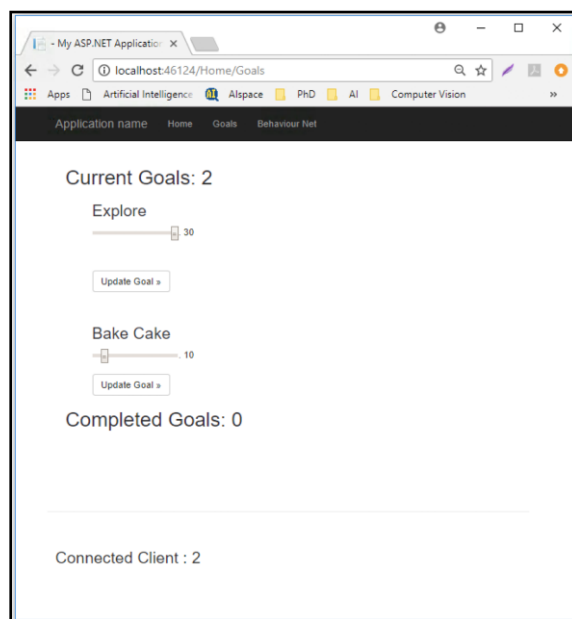 - My ASP.NET Application
localhost:46124/Home/Goals
Apps Artificial Intelligence AIspace PhD AI Computer Vision »
Application name Home Goals Behaviour Net
Current Goals: 2
Explore
30
Update Goal »
Bake Cake
10
Update Goal »
Completed Goals: 0
Connected Client : 2